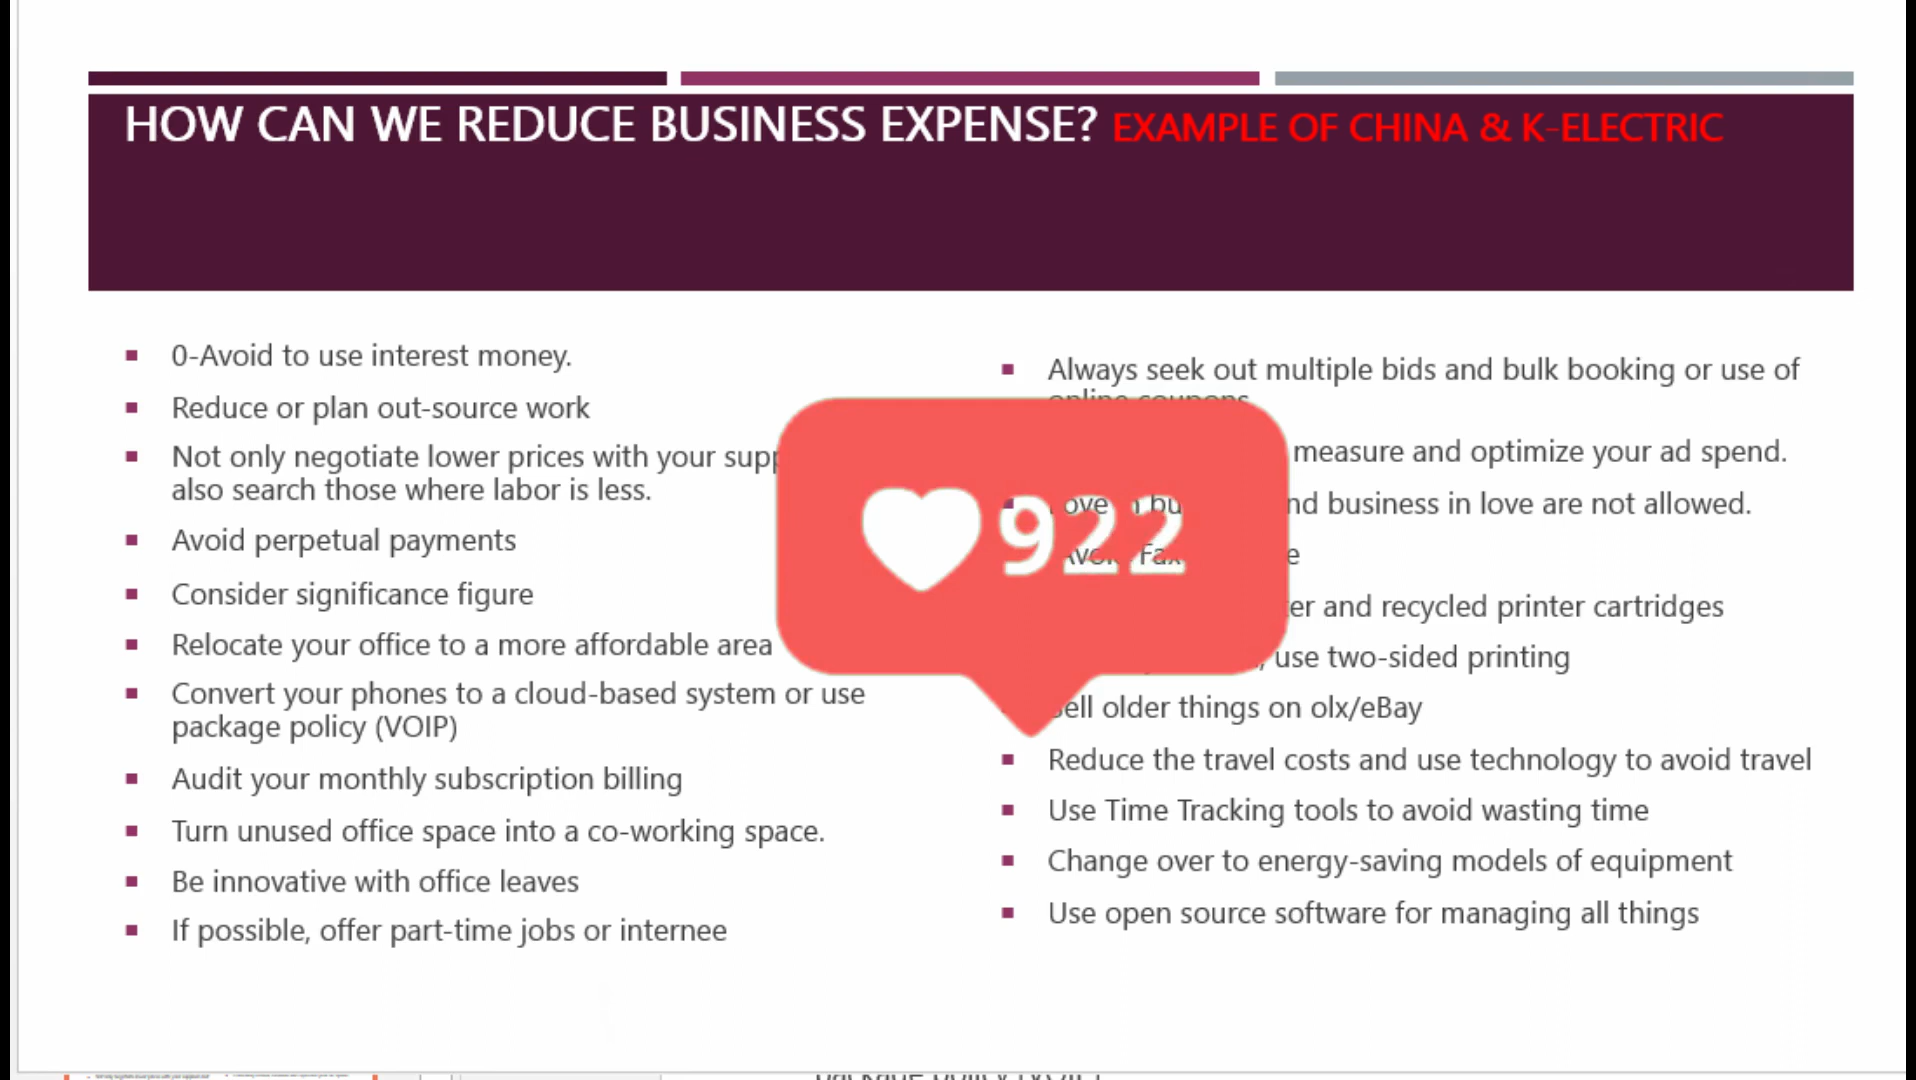 HOW CAN WE REDUCE BUSINESS EXPENSE? EXAMPLE OF CHINA & K-ELECTRIC
0-Avoid to use interest money.
Reduce or plan out-source work
Not only negotiate lower prices with your
also search those where labor is less.
Avoid perpetual payments
Consider significance figure
Relocate your office to a more affordable area
Convert your phones to a cloud-based system or use
package policy (VOIP)
Audit your monthly subscription billing
Turn unused office space into a co-working space.
Be innovative with office leaves
If possible, offer part-time jobs or internee
Always seek out multiple bids and bulk booking or use of
online coupons
measure and optimize your ad spend.
business in love are not allowed.
and recycled printer cartridges
use two-sided printing
Sell older things on olx/eBay
Reduce the travel costs and use technology to avoid travel
Use Time Tracking tools to avoid wasting time
Change over to energy-saving models of equipment
Use open source software for managing all things
922